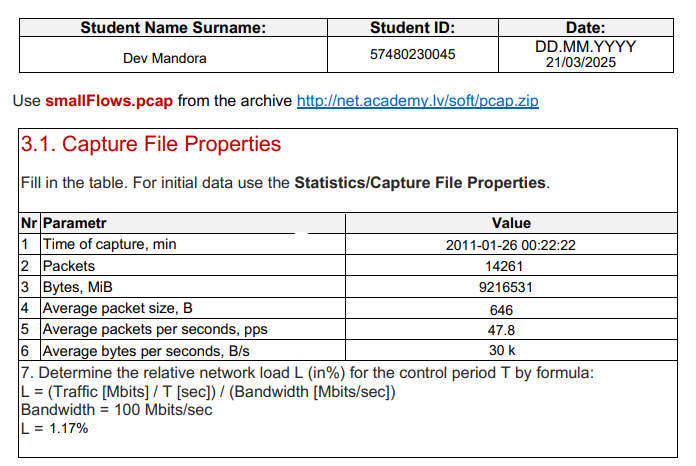 Student Name Surname: Student ID: Date:
Dev Mandora 57480230045 DD.MM.YYYY
21/03/2025
Use smallFlows.pcap from the archive http://net.academy.lv/soft/pcap.zip
3.1. Capture File Properties
Fill in the table. For initial data use the Statistics/Capture File Properties.
Nr Parametr Value
1 Time of capture, min 2011-01-26 00:22:22
2 Packets 14261
3 Bytes, MiB 9216531
4 Average packet size, B 646
5 Average packets per seconds, pps 47.8
6 Average bytes per seconds, B/s 30 k
7. Determine the relative network load L (in%) for the control period T by formula:
L = (Traffic [Mbits] / T [sec]) / (Bandwidth [Mbits/sec])
Bandwidth = 100 Mbits/sec
L = 1.17%